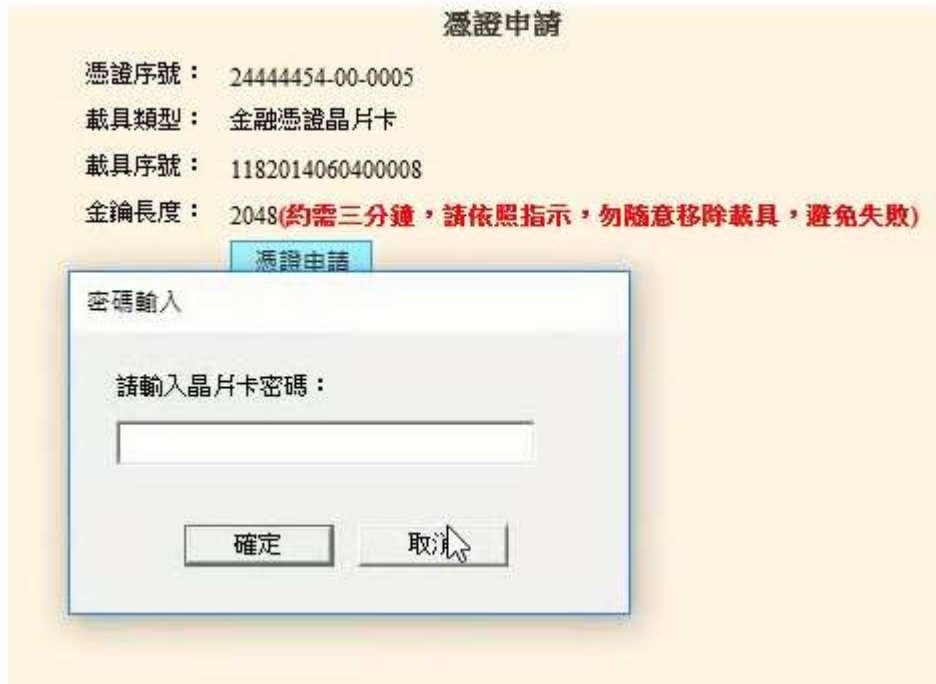 憑證申請
憑證序號： 24444454-00-0005
載具類型： 金融憑證晶片卡
載具序號： 1182014060400008
金鑰長度： 2048(約需三分鐘，請依照指示，勿隨意移除載具，避免失敗)
憑證申請
密碼輸入
請輸入晶片卡密碼：
確定 取消